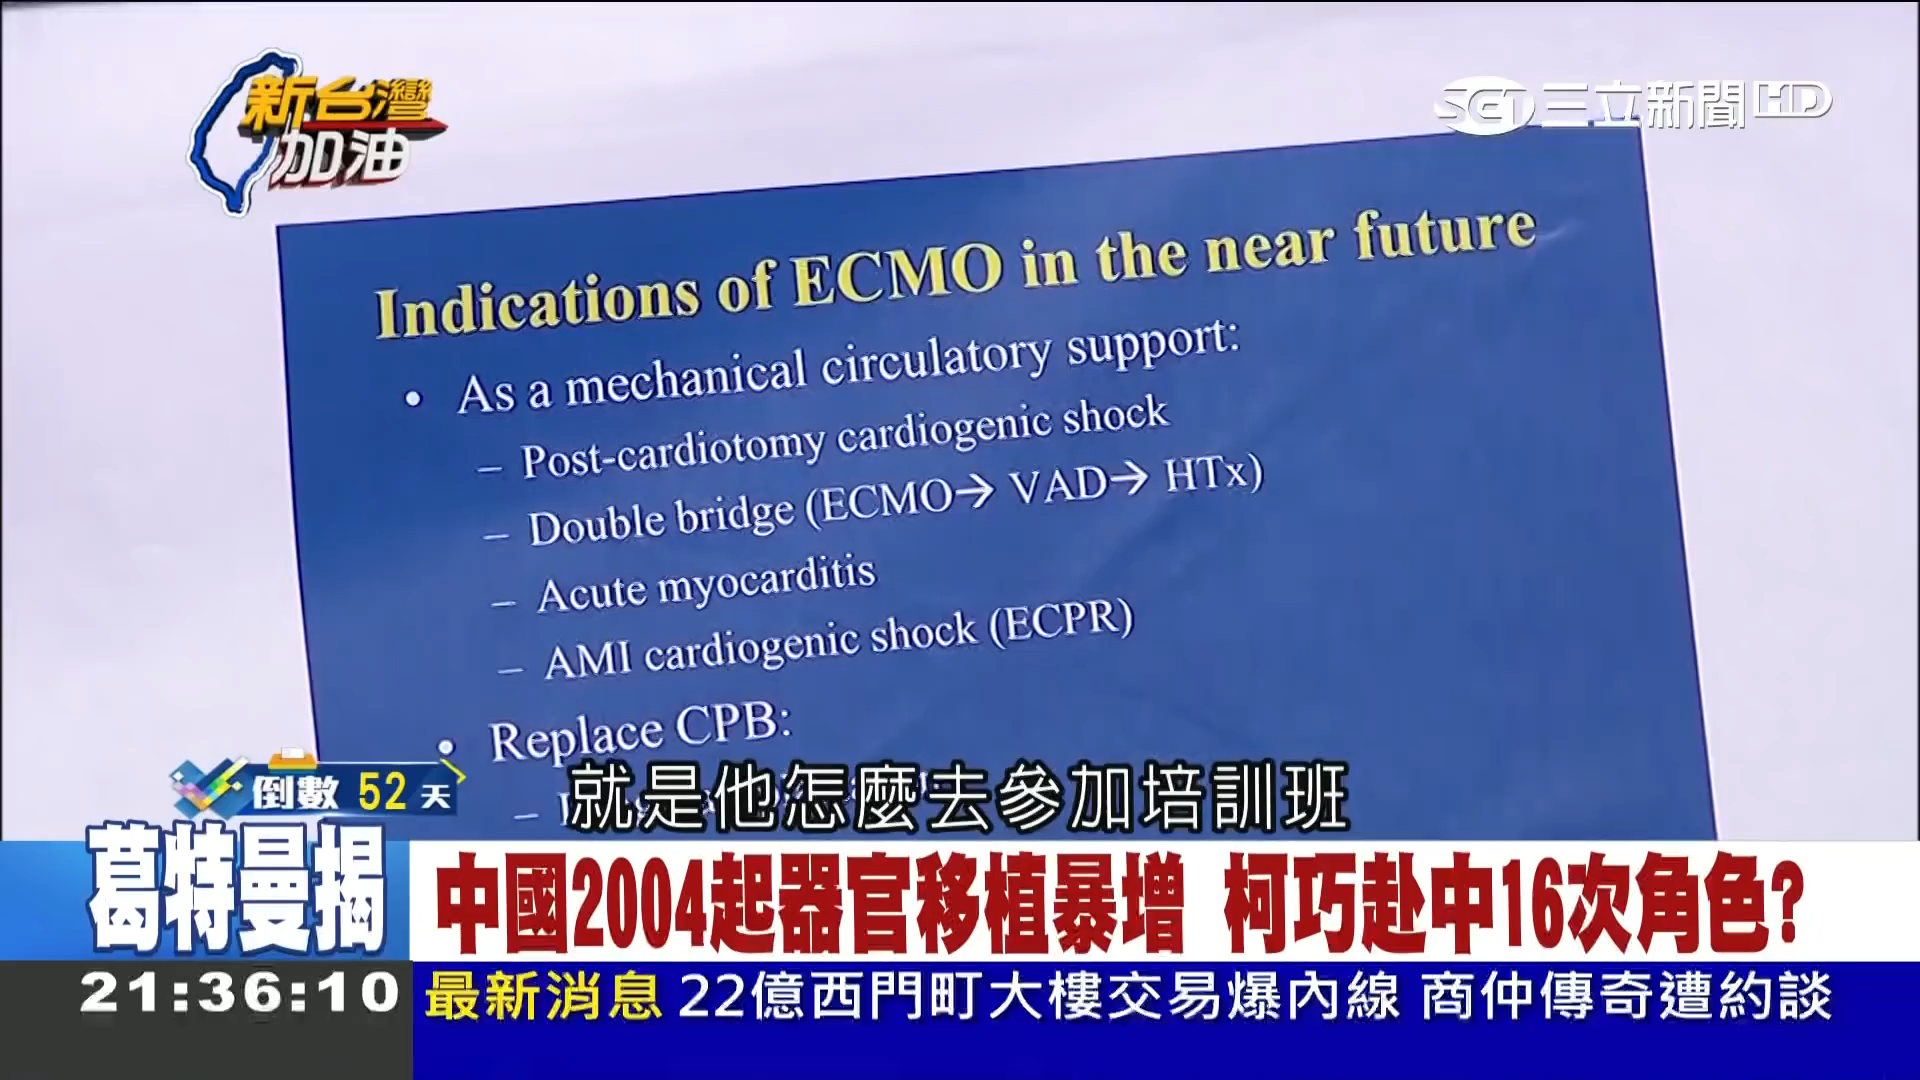 新台灣
加油
SET三立新聞HD
Indications of ECMO in the near future
• As a mechanical circulatory support:
– Post-cardiotomy cardiogenic shock
– Double bridge (ECMO→ VAD→ HTx)
– Acute myocarditis
– AMI cardiogenic shock (ECPR)
• Replace CPB:
倒數 52 天
就是他怎麼去參加培訓班
葛特曼揭
中國2004起器官移植暴增 柯巧赴中16次角色?
21:36:10
最新消息 22億西門町大樓交易爆內線 商仲傳奇遭約談